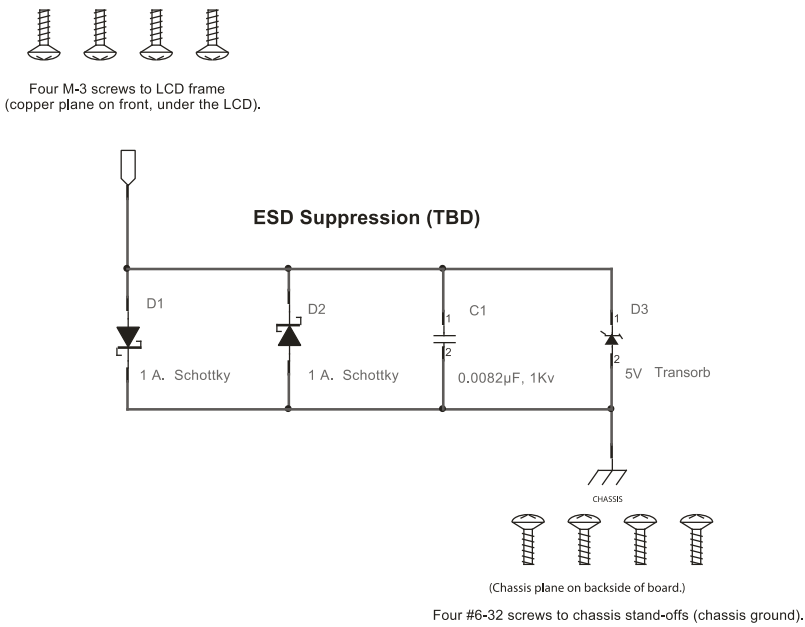 Four M-3 screws to LCD frame
(copper plane on front, under the LCD).
ESD Suppression (TBD)
D1
1 A. Schottky
D2
1 A. Schottky
C1
1
2
0.0082µF, 1Kv
D3
1
2
5V Transorb
CHASSIS
(Chassis plane on backside of board.)
Four #6-32 screws to chassis stand-offs (chassis ground).